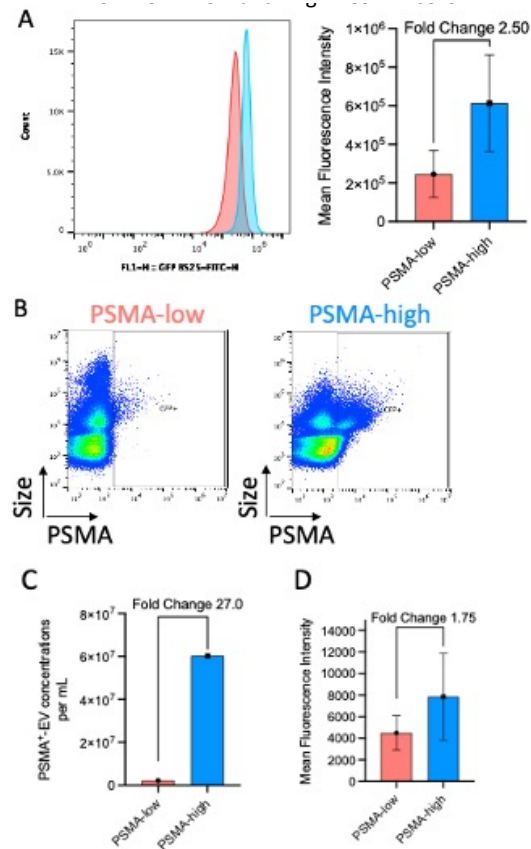 A
Count
15K
5.0K
0
10⁰
10²
10⁴
10⁶
FL1-H :: GFP B525-FITC-H
Fold Change 2.50
Mean Fluorescence Intensity
1×10⁶
8×10⁵
6×10⁵
4×10⁵
2×10⁵
0
PSMA-low
PSMA-high
B
PSMA-low
PSMA-high
Size
PSMA
Size
PSMA
C
Fold Change 27.0
PSMA⁺-EV concentrations
per mL
8×10⁷
6×10⁷
4×10⁷
2×10⁷
0
PSMA-low
PSMA-high
D
Fold Change 1.75
Mean Fluorescence Intensity
14000
12000
10000
8000
6000
4000
2000
0
PSMA-low
PSMA-high